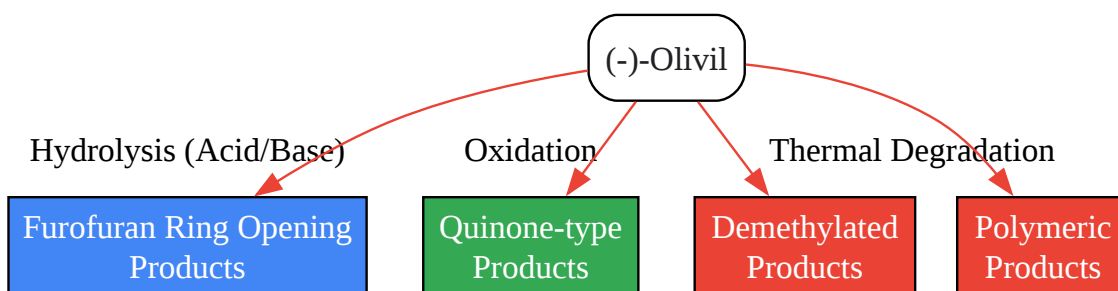 (-)-Olivil
Hydrolysis (Acid/Base)
Oxidation
Thermal Degradation
Furofuran Ring Opening
Products
Quinone-type
Products
Demethylated
Products
Polymeric
Products